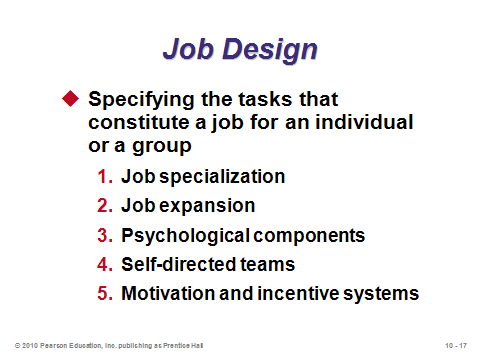 Job Design
Specifying the tasks that
constitute a job for an individual
or a group
1. Job specialization
2. Job expansion
3. Psychological components
4. Self-directed teams
5. Motivation and incentive systems
© 2010 Pearson Education, Inc. publishing as Prentice Hall
10 - 17